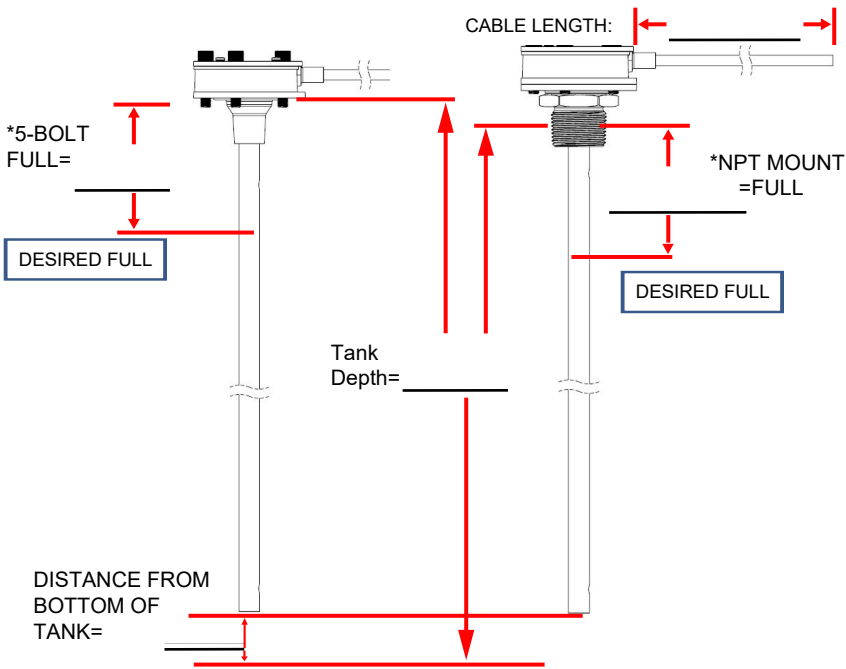 CABLE LENGTH:
*5-BOLT
FULL=
*NPT MOUNT
=FULL
DESIRED FULL
DESIRED FULL
Tank
Depth=
DISTANCE FROM
BOTTOM OF
TANK=